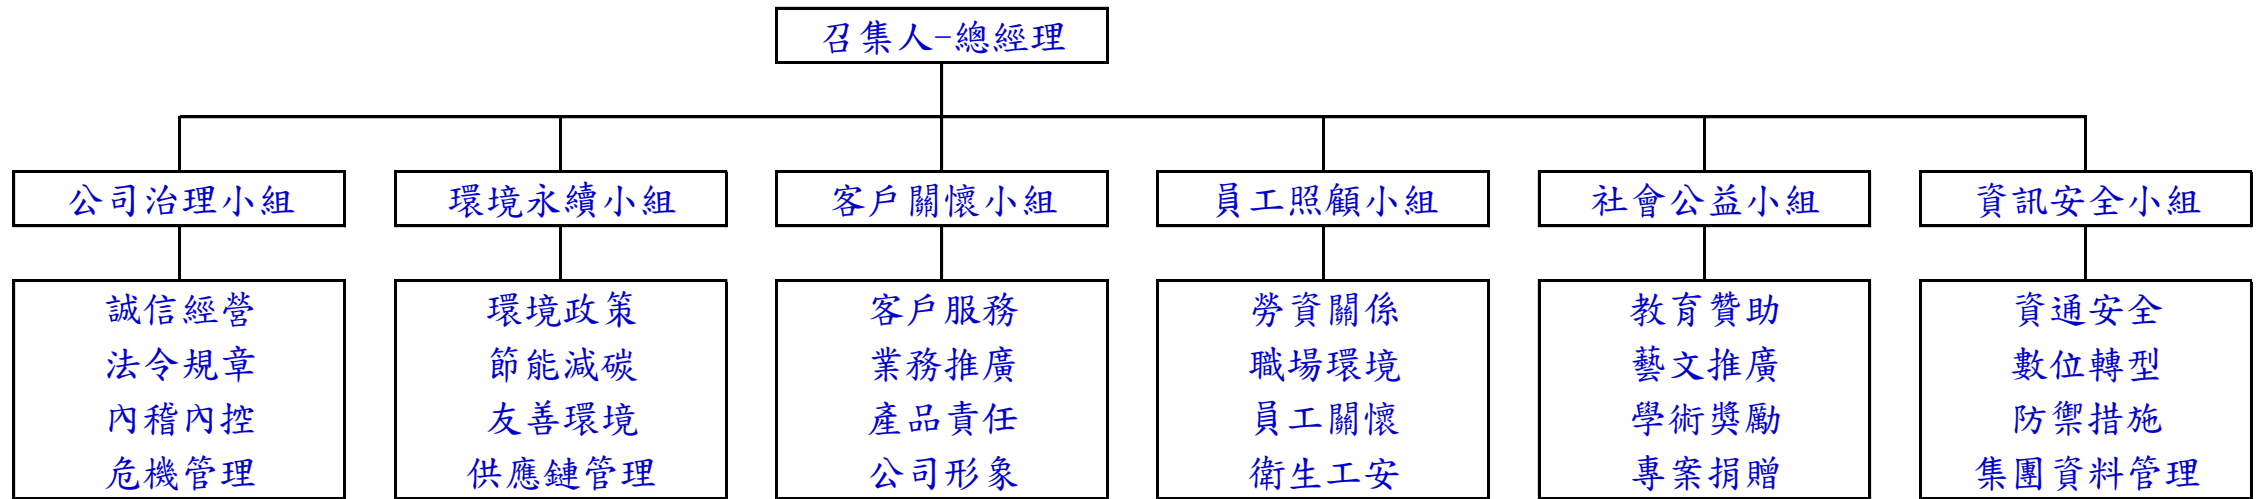 召集人-總經理
公司治理小組
環境永續小組
客戶關懷小組
員工照顧小組
社會公益小組
資訊安全小組
誠信經營
法令規章
內稽內控
危機管理
環境政策
節能減碳
友善環境
供應鏈管理
客戶服務
業務推廣
產品責任
公司形象
勞資關係
職場環境
員工關懷
衛生工安
教育贊助
藝文推廣
學術獎勵
專案捐贈
資通安全
數位轉型
防禦措施
集團資料管理